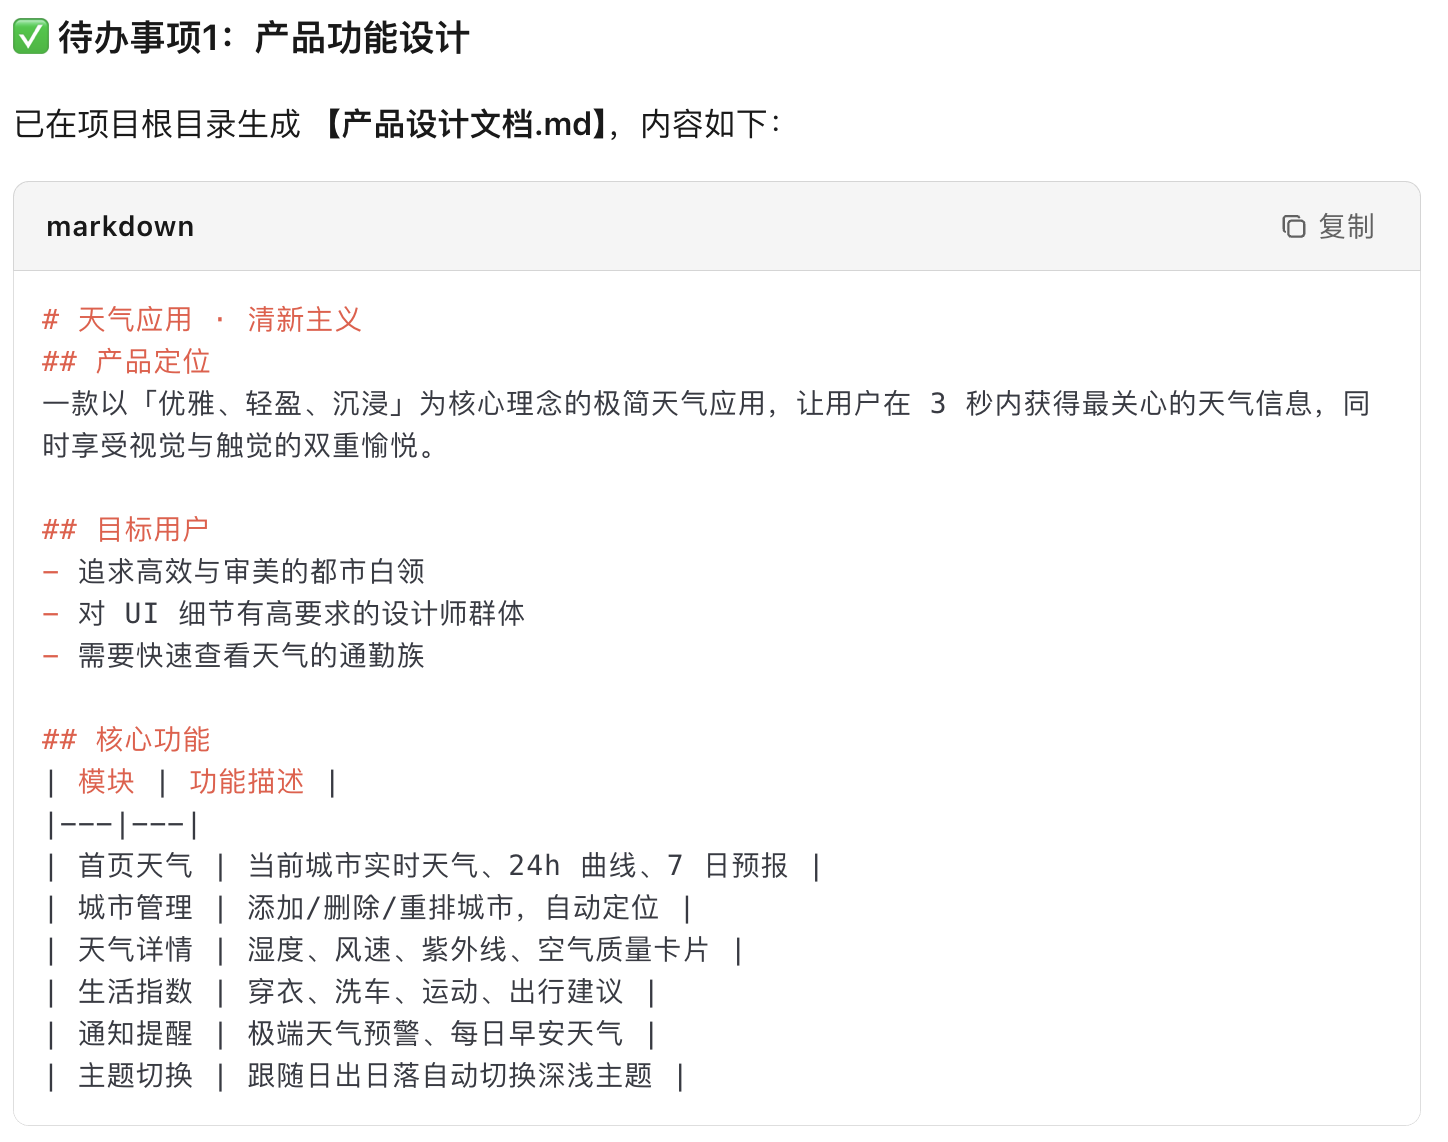 ✅ 待办事项1：产品功能设计
已在项目根目录生成 【产品设计文档.md】，内容如下：
markdown
复制
# 天气应用 · 清新主义
## 产品定位
一款以「优雅、轻盈、沉浸」为核心理念的极简天气应用，让用户在 3 秒内获得最关心的天气信息，同
时享受视觉与触觉的双重愉悦。
## 目标用户
- 追求高效与审美的都市白领
- 对 UI 细节有高要求的设计师群体
- 需要快速查看天气的通勤族
## 核心功能
| 模块 | 功能描述 |
|---|---|
| 首页天气 | 当前城市实时天气、24h 曲线、7 日预报 |
| 城市管理 | 添加/删除/重排城市，自动定位 |
| 天气详情 | 湿度、风速、紫外线、空气质量卡片 |
| 生活指数 | 穿衣、洗车、运动、出行建议 |
| 通知提醒 | 极端天气预警、每日早安天气 |
| 主题切换 | 跟随日出日落自动切换深浅主题 |